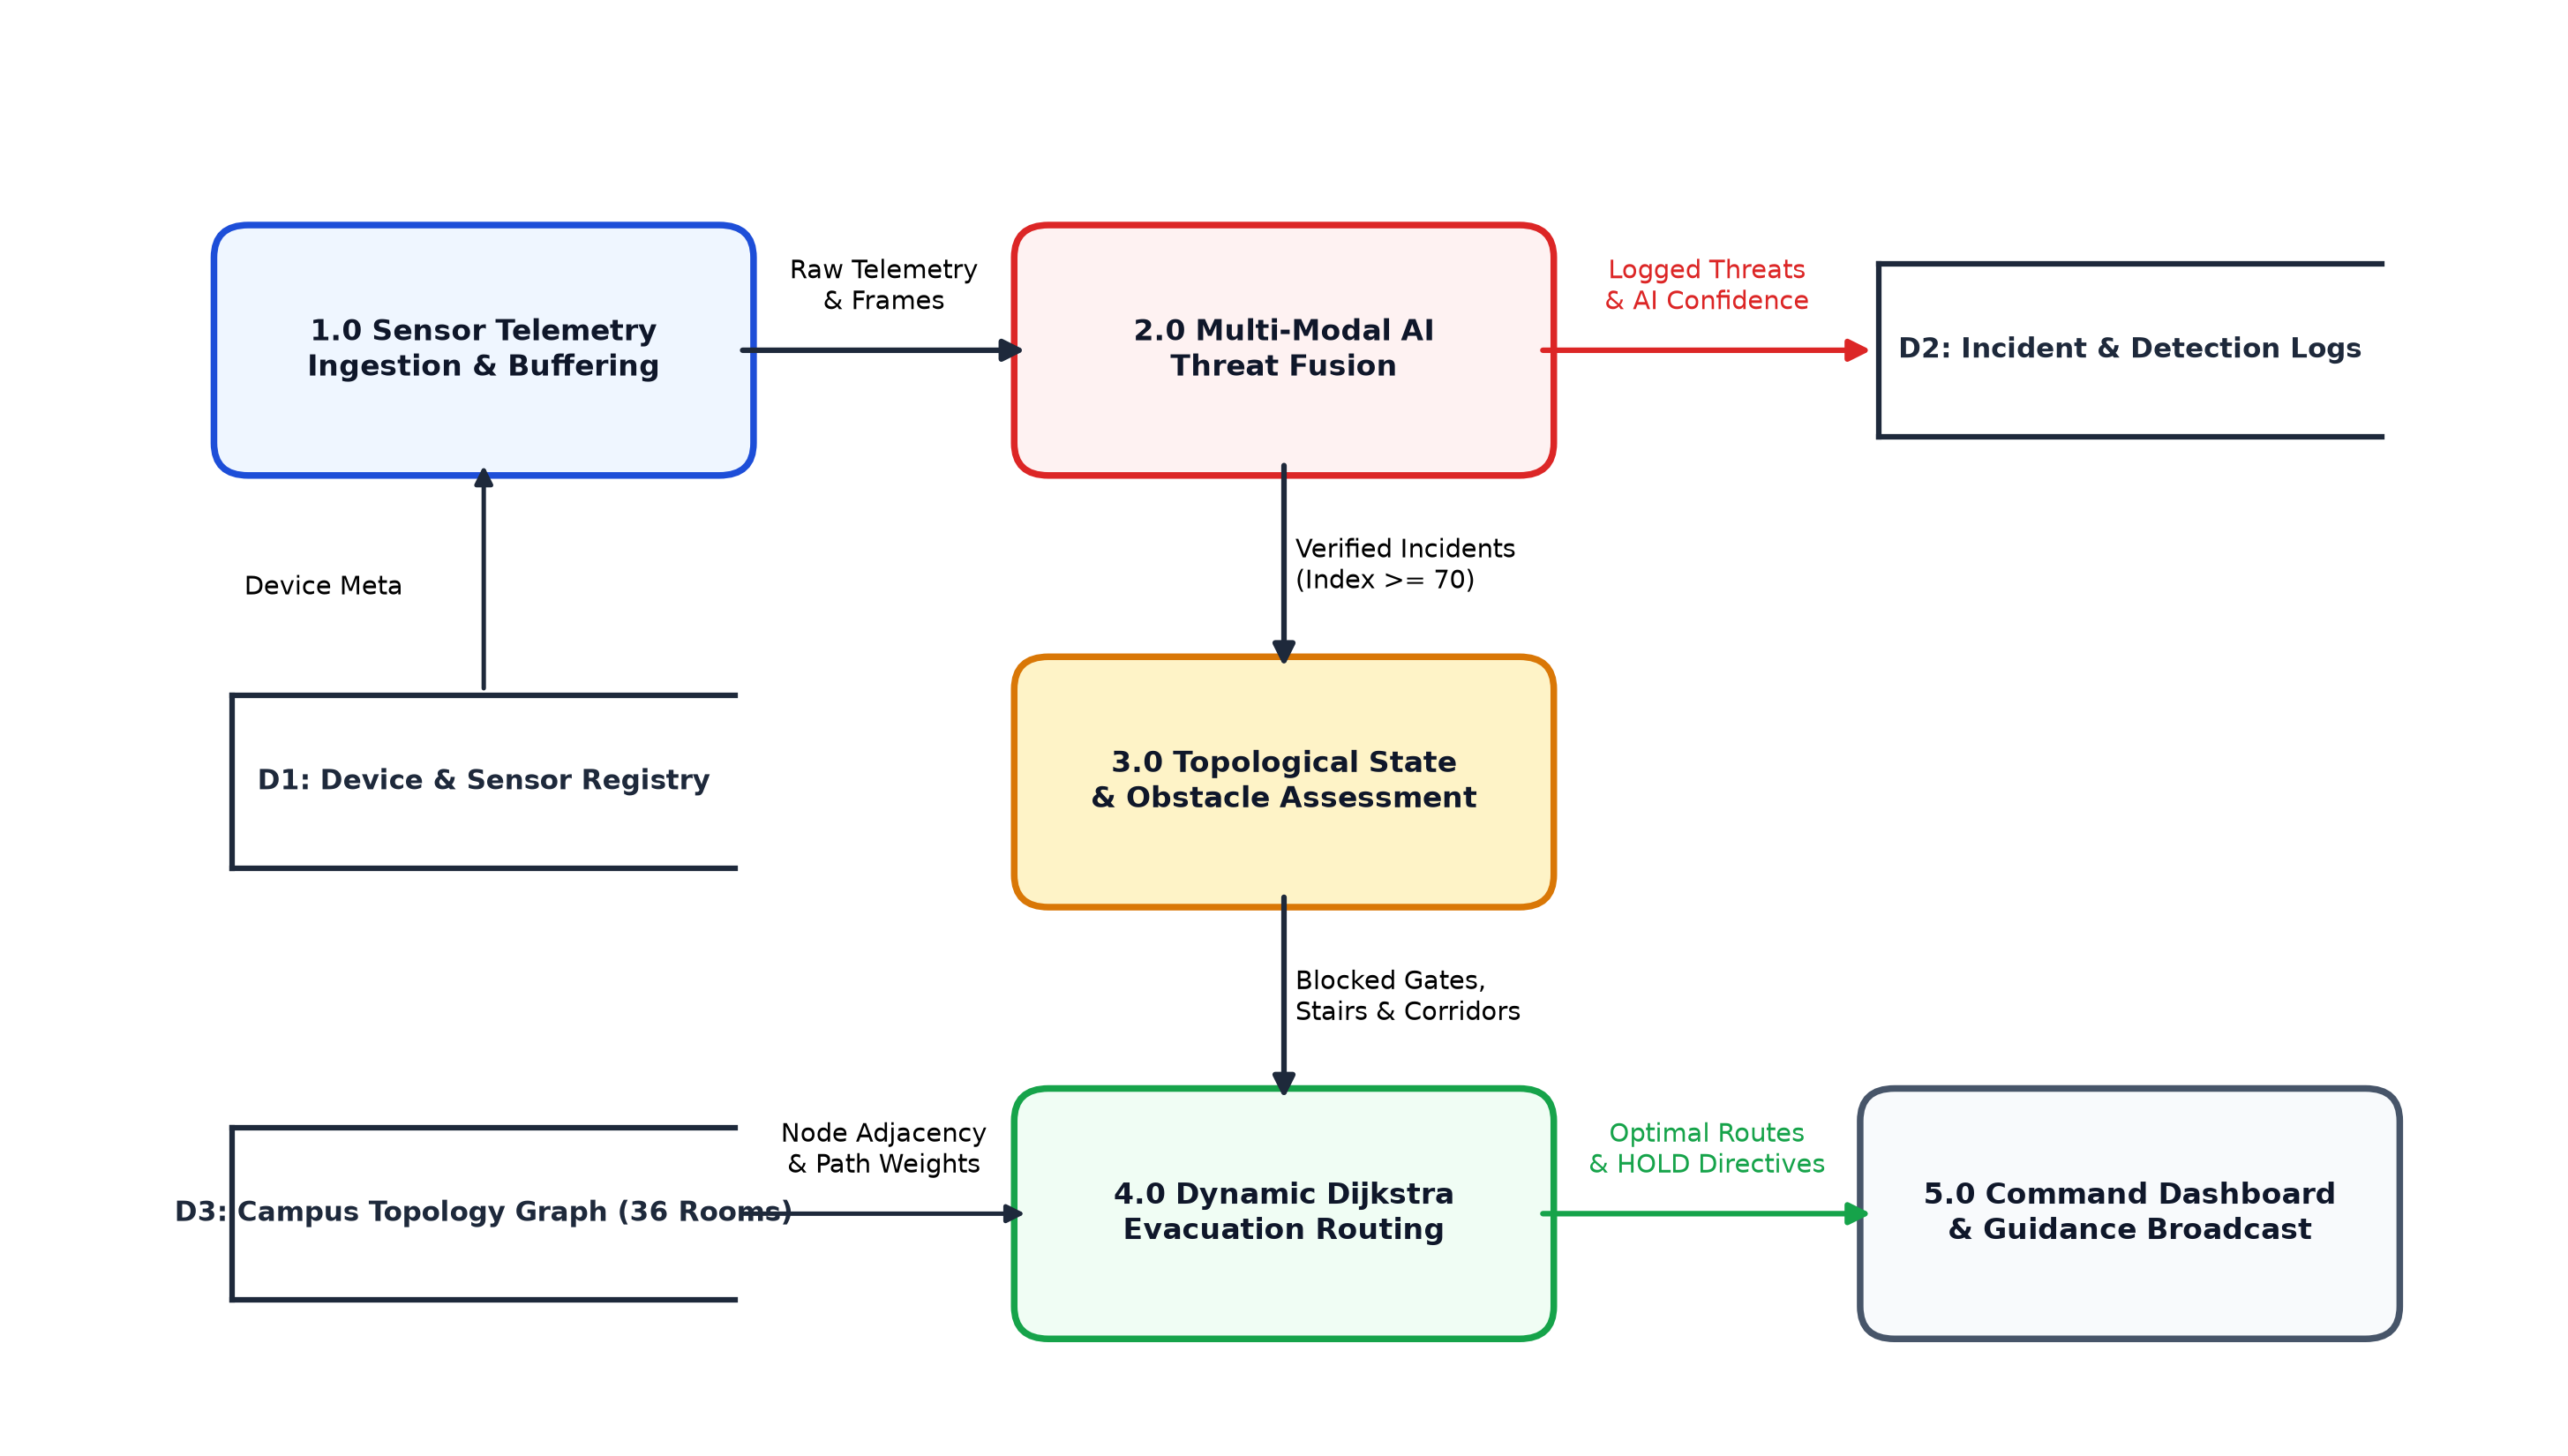 1.0 Sensor Telemetry
Ingestion & Buffering
Raw Telemetry
& Frames
2.0 Multi-Modal AI
Threat Fusion
Logged Threats
& AI Confidence
D2: Incident & Detection Logs
Device Meta
Verified Incidents
(Index >= 70)
D1: Device & Sensor Registry
3.0 Topological State
& Obstacle Assessment
Blocked Gates,
Stairs & Corridors
D3: Campus Topology Graph (36 Rooms)
Node Adjacency
& Path Weights
4.0 Dynamic Dijkstra
Evacuation Routing
Optimal Routes
& HOLD Directives
5.0 Command Dashboard
& Guidance Broadcast